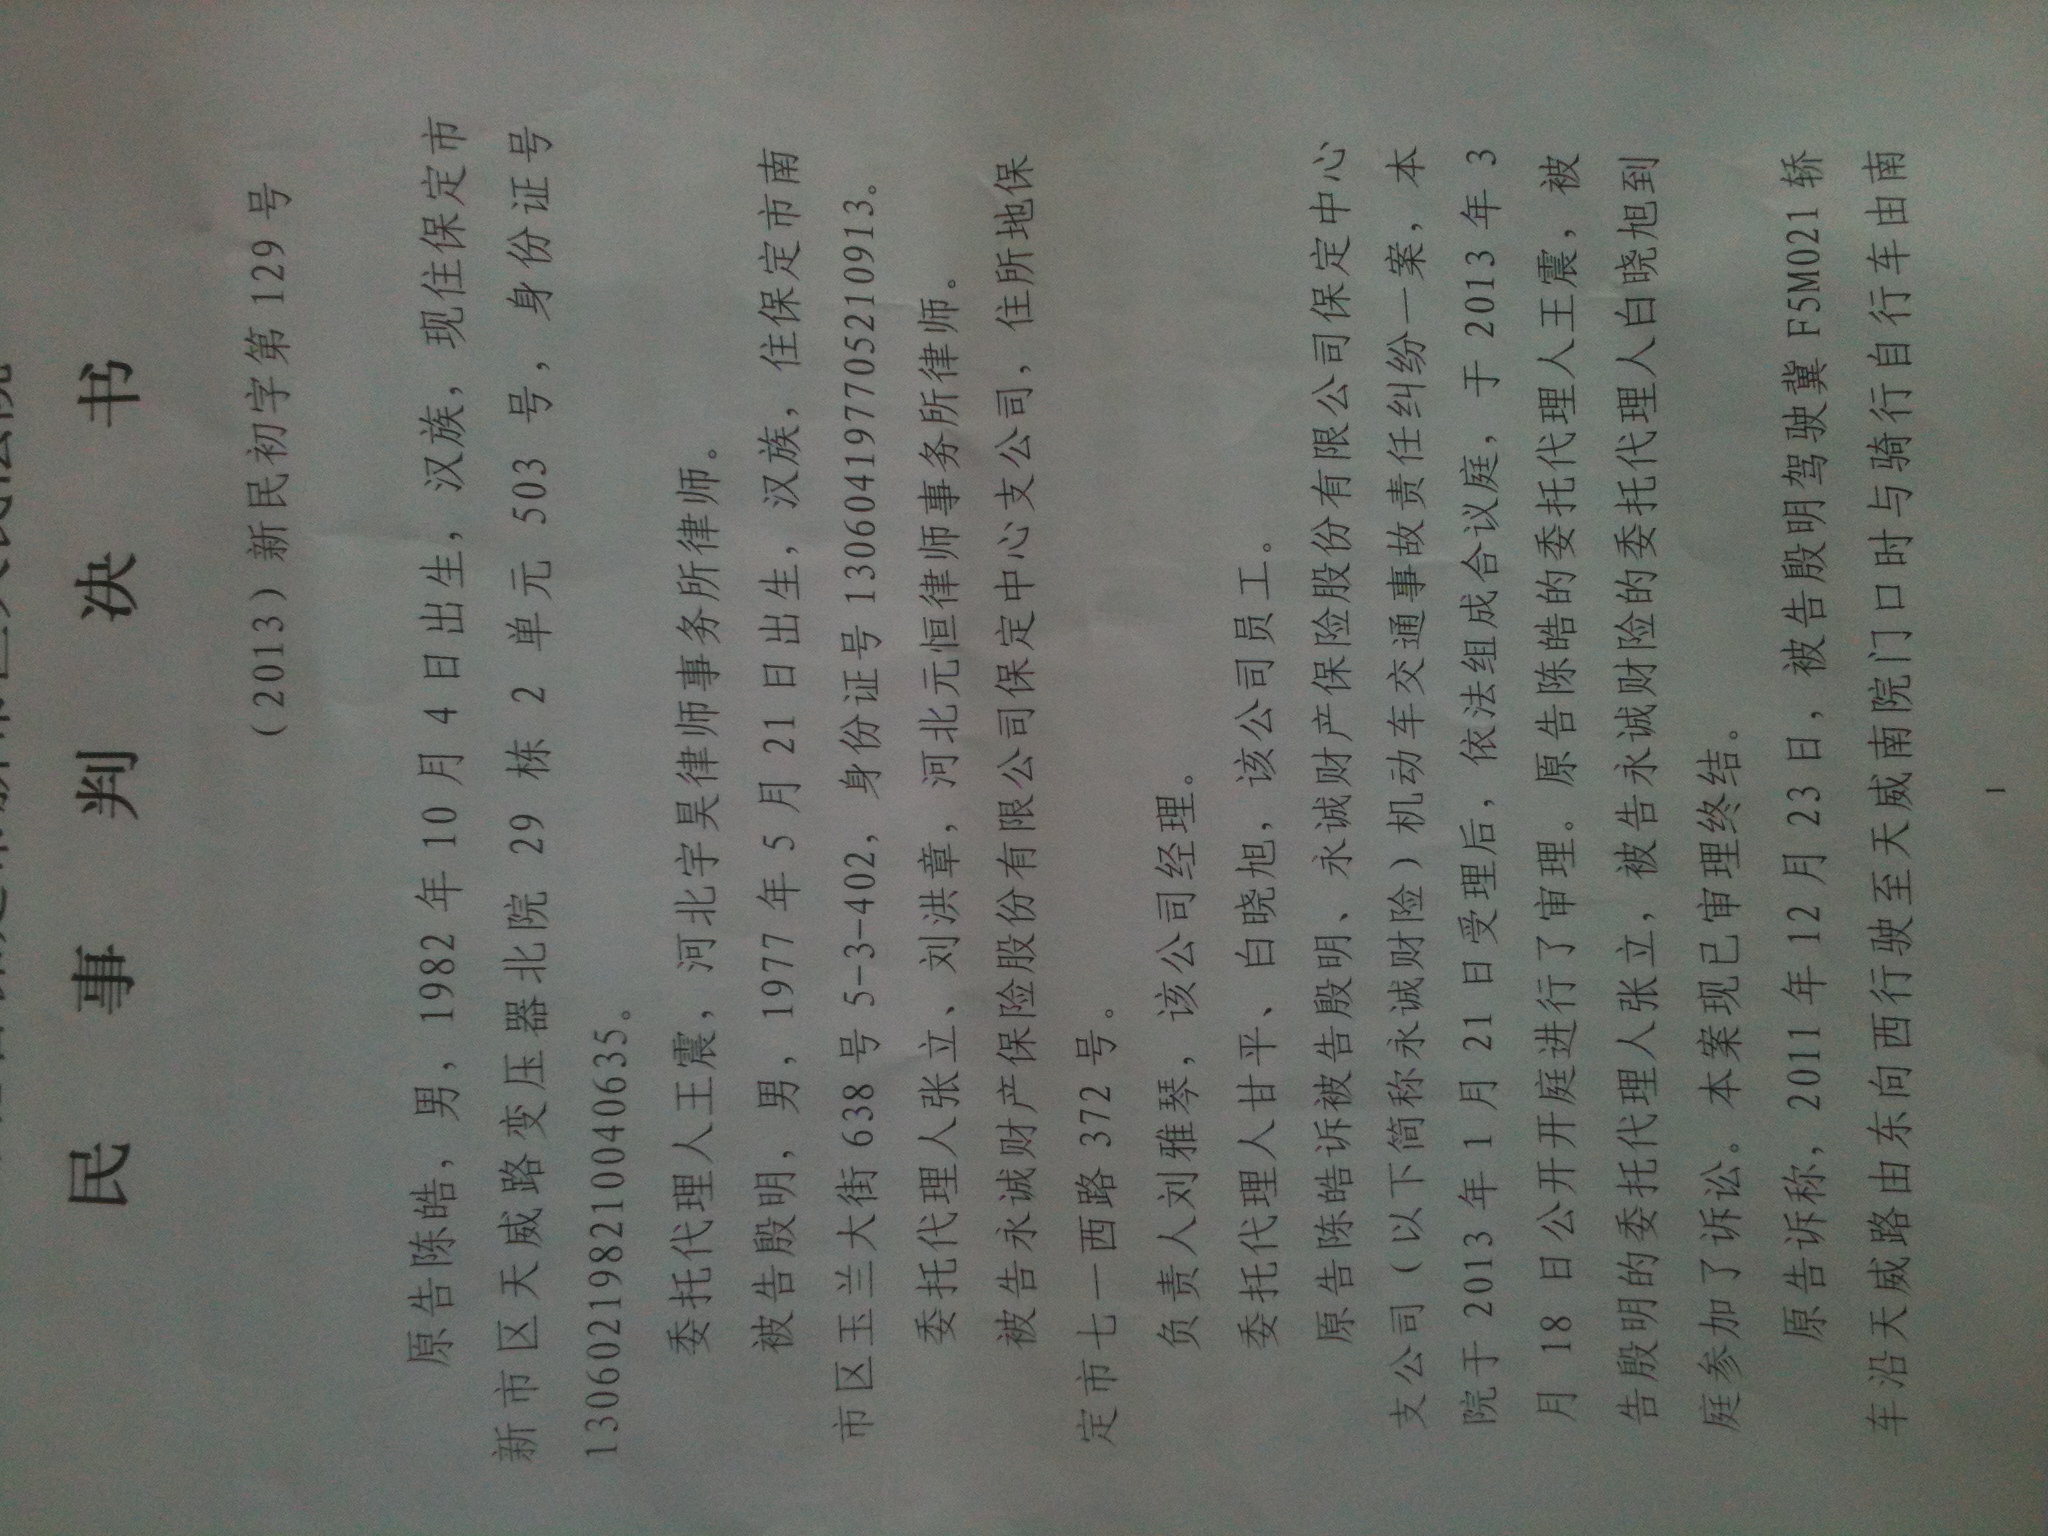 河北省保定市新市区人民法院
民事判决书
（2013）新民初字第 129 号
原告陈皓，男，1982 年 10 月 4 日出生，汉族，现住保定市
新市区天威路变压器北院 29 栋 2 单元 503 号，身份证号
130602198210040635。
委托代理人王震，河北宇昊律师事务所律师。
被告殷明，男，1977 年 5 月 21 日出生，汉族，住保定市南
市区玉兰大街 638 号 5-3-402，身份证号 130604197705210913。
委托代理人张立、刘洪章，河北元恒律师事务所律师。
被告永诚财产保险股份有限公司保定中心支公司，住所地保
定市七一西路 372 号。
负责人刘雅琴，该公司经理。
委托代理人甘平、白晓旭，该公司员工。
原告陈皓诉被告殷明、永诚财产保险股份有限公司保定中心
支公司（以下简称永诚财险）机动车交通事故责任纠纷一案，本
院于 2013 年 1 月 21 日受理后，依法组成合议庭，于 2013 年 3
月 18 日公开开庭进行了审理。原告陈皓的委托代理人王震，被
告殷明的委托代理人张立，被告永诚财险的委托代理人白晓旭到
庭参加了诉讼。本案现已审理终结。
原告诉称，2011 年 12 月 23 日，被告殷明驾驶冀 F5M021 轿
车沿天威路由东向西行驶至天威南院门口时与骑行自行车由南
1